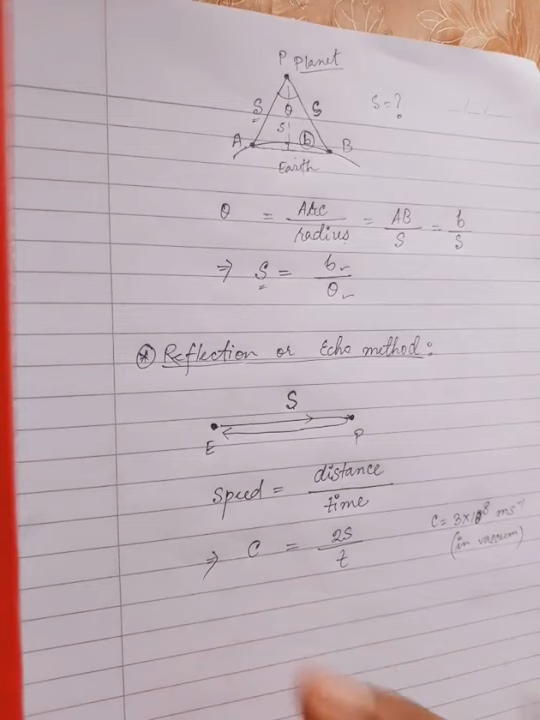 P Planet
S θ S S = ?
S
A b B
Earth
θ = Arc / radius = AB / S = b / S
⇒ S = b / θ
* Reflection or Echo method:
S
E P
Speed = distance / time
⇒ C = 2S / t
C = 3×10⁸ ms⁻¹
(in vacuum)